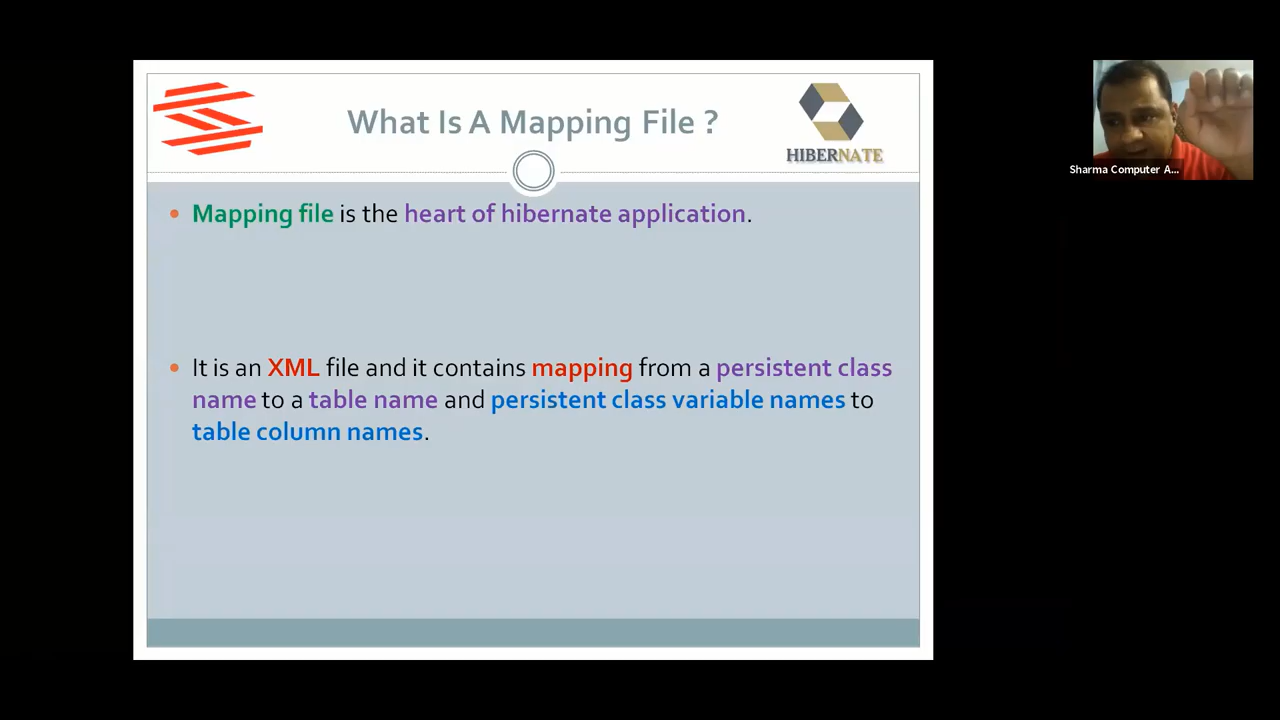 What Is A Mapping File ?
HIBERNATE
Mapping file is the heart of hibernate application.
It is an XML file and it contains mapping from a persistent class
name to a table name and persistent class variable names to
table column names.
Sharma Computer A...